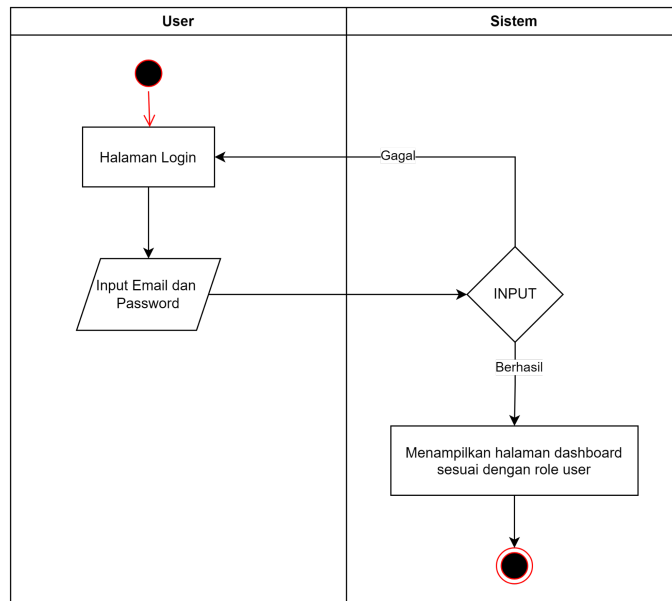 User
Sistem
Halaman Login
Gagal
Input Email dan
Password
INPUT
Berhasil
Menampilkan halaman dashboard
sesuai dengan role user